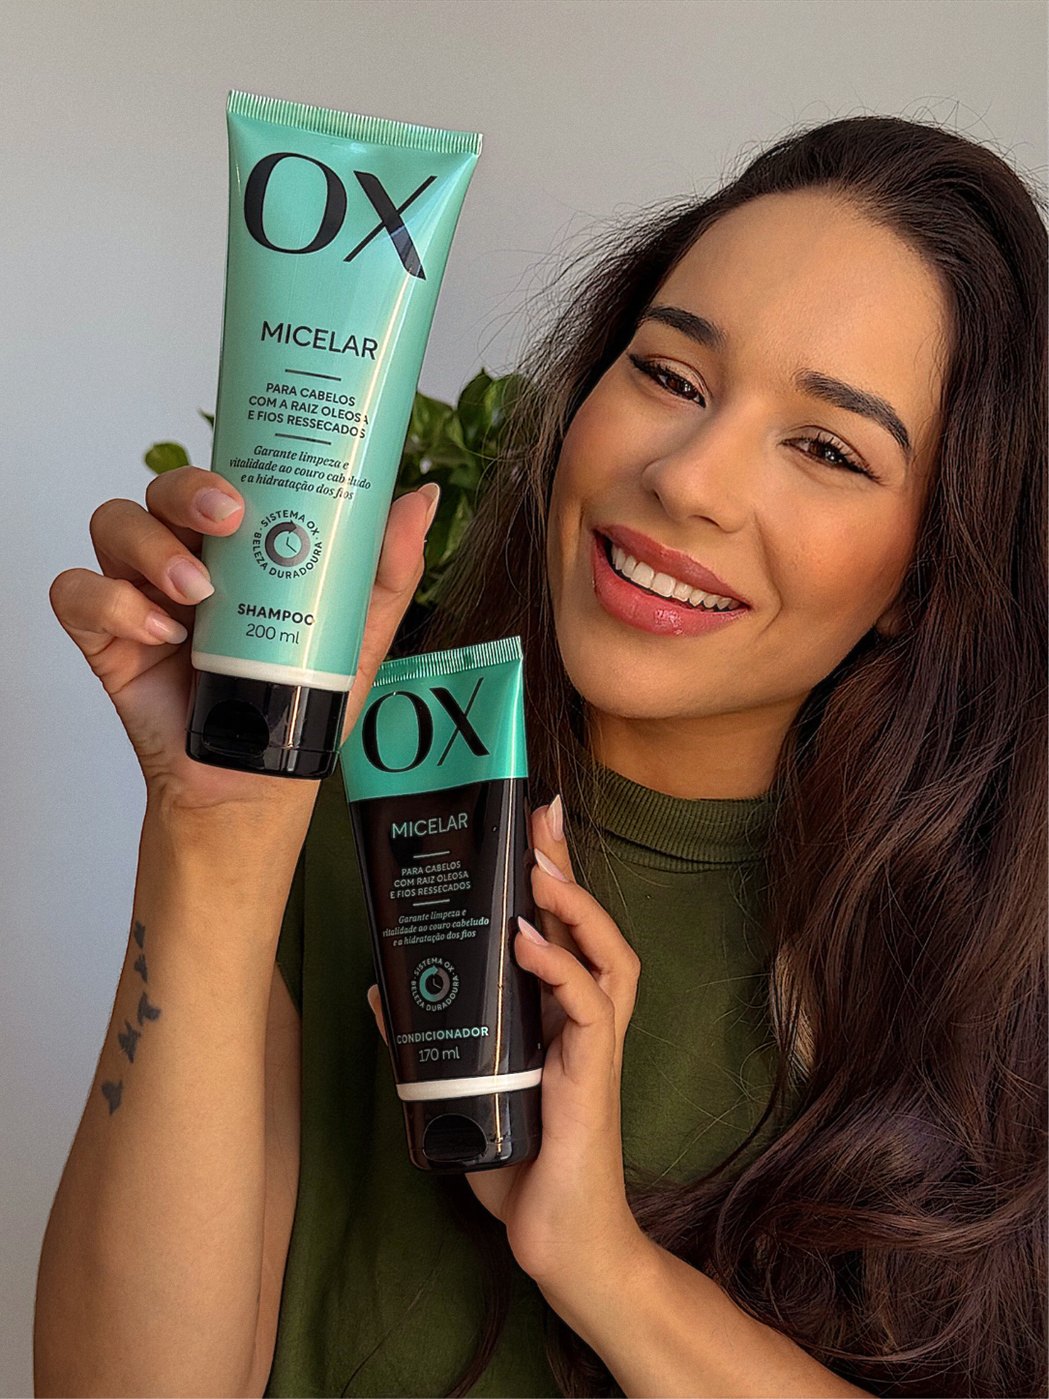 OX
MICELAR
PARA CABELOS
COM A RAIZ OLEOSA
E FIOS RESSECADOS
Garante limpeza e
vitalidade ao couro cabeludo
e a hidratação dos fios
SISTEMA OX · BELEZA DURADOURA ·
SHAMPOO
200 ml
OX
MICELAR
PARA CABELOS
COM RAIZ OLEOSA
E FIOS RESSECADOS
Garante limpeza e
vitalidade ao couro cabeludo
e a hidratação dos fios
SISTEMA OX · BELEZA DURADOURA ·
CONDICIONADOR
170 ml